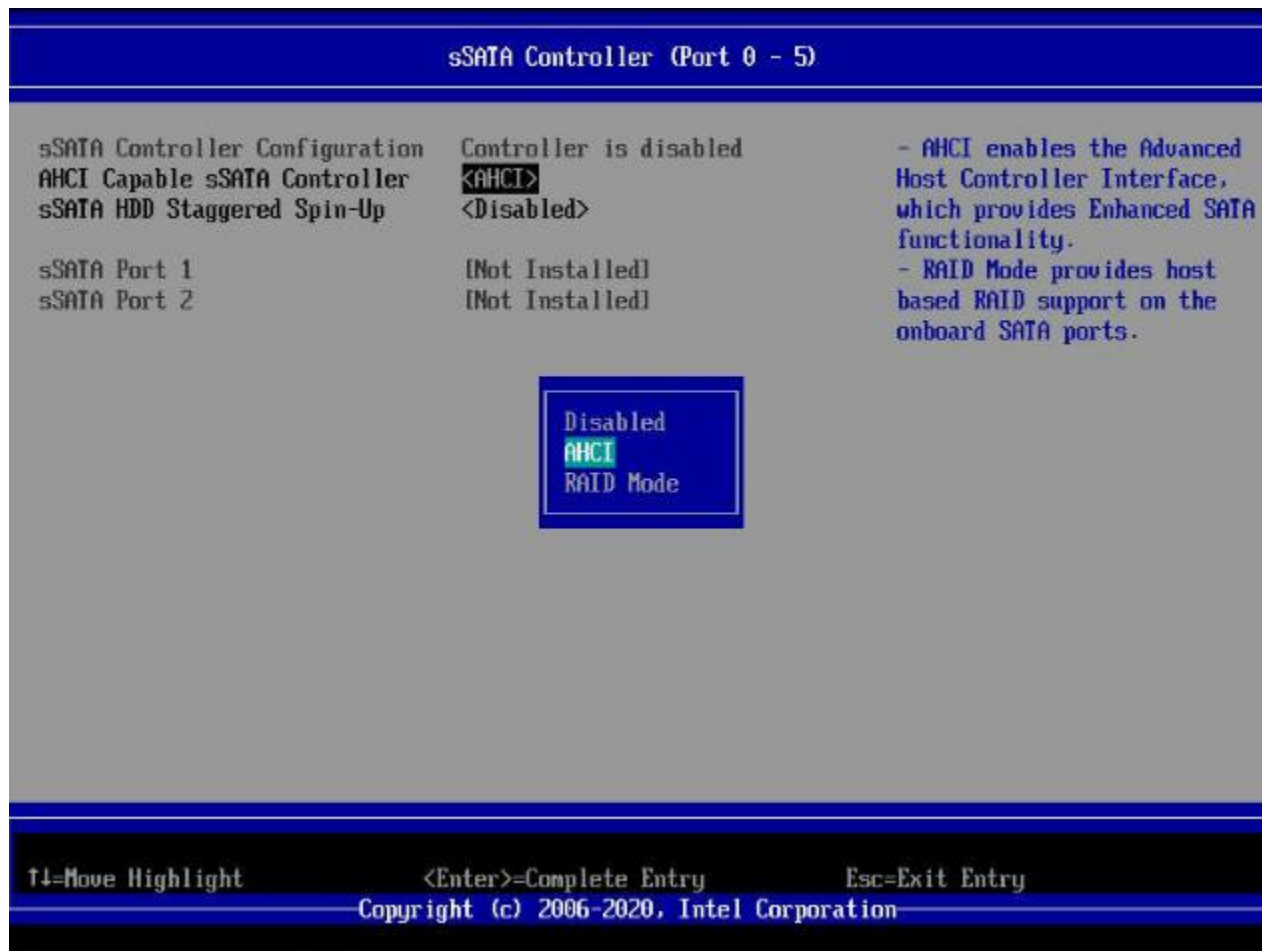 sSATA Controller (Port 0 - 5)
sSATA Controller Configuration Controller is disabled
AHCI Capable sSATA Controller <AHCI>
sSATA HDD Staggered Spin-Up <Disabled>
sSATA Port 1 [Not Installed]
sSATA Port 2 [Not Installed]
- AHCI enables the Advanced
Host Controller Interface,
which provides Enhanced SATA
functionality.
- RAID Mode provides host
based RAID support on the
onboard SATA ports.
Disabled
AHCI
RAID Mode
↑↓=Move Highlight <Enter>=Complete Entry Esc=Exit Entry
Copyright (c) 2006-2020, Intel Corporation